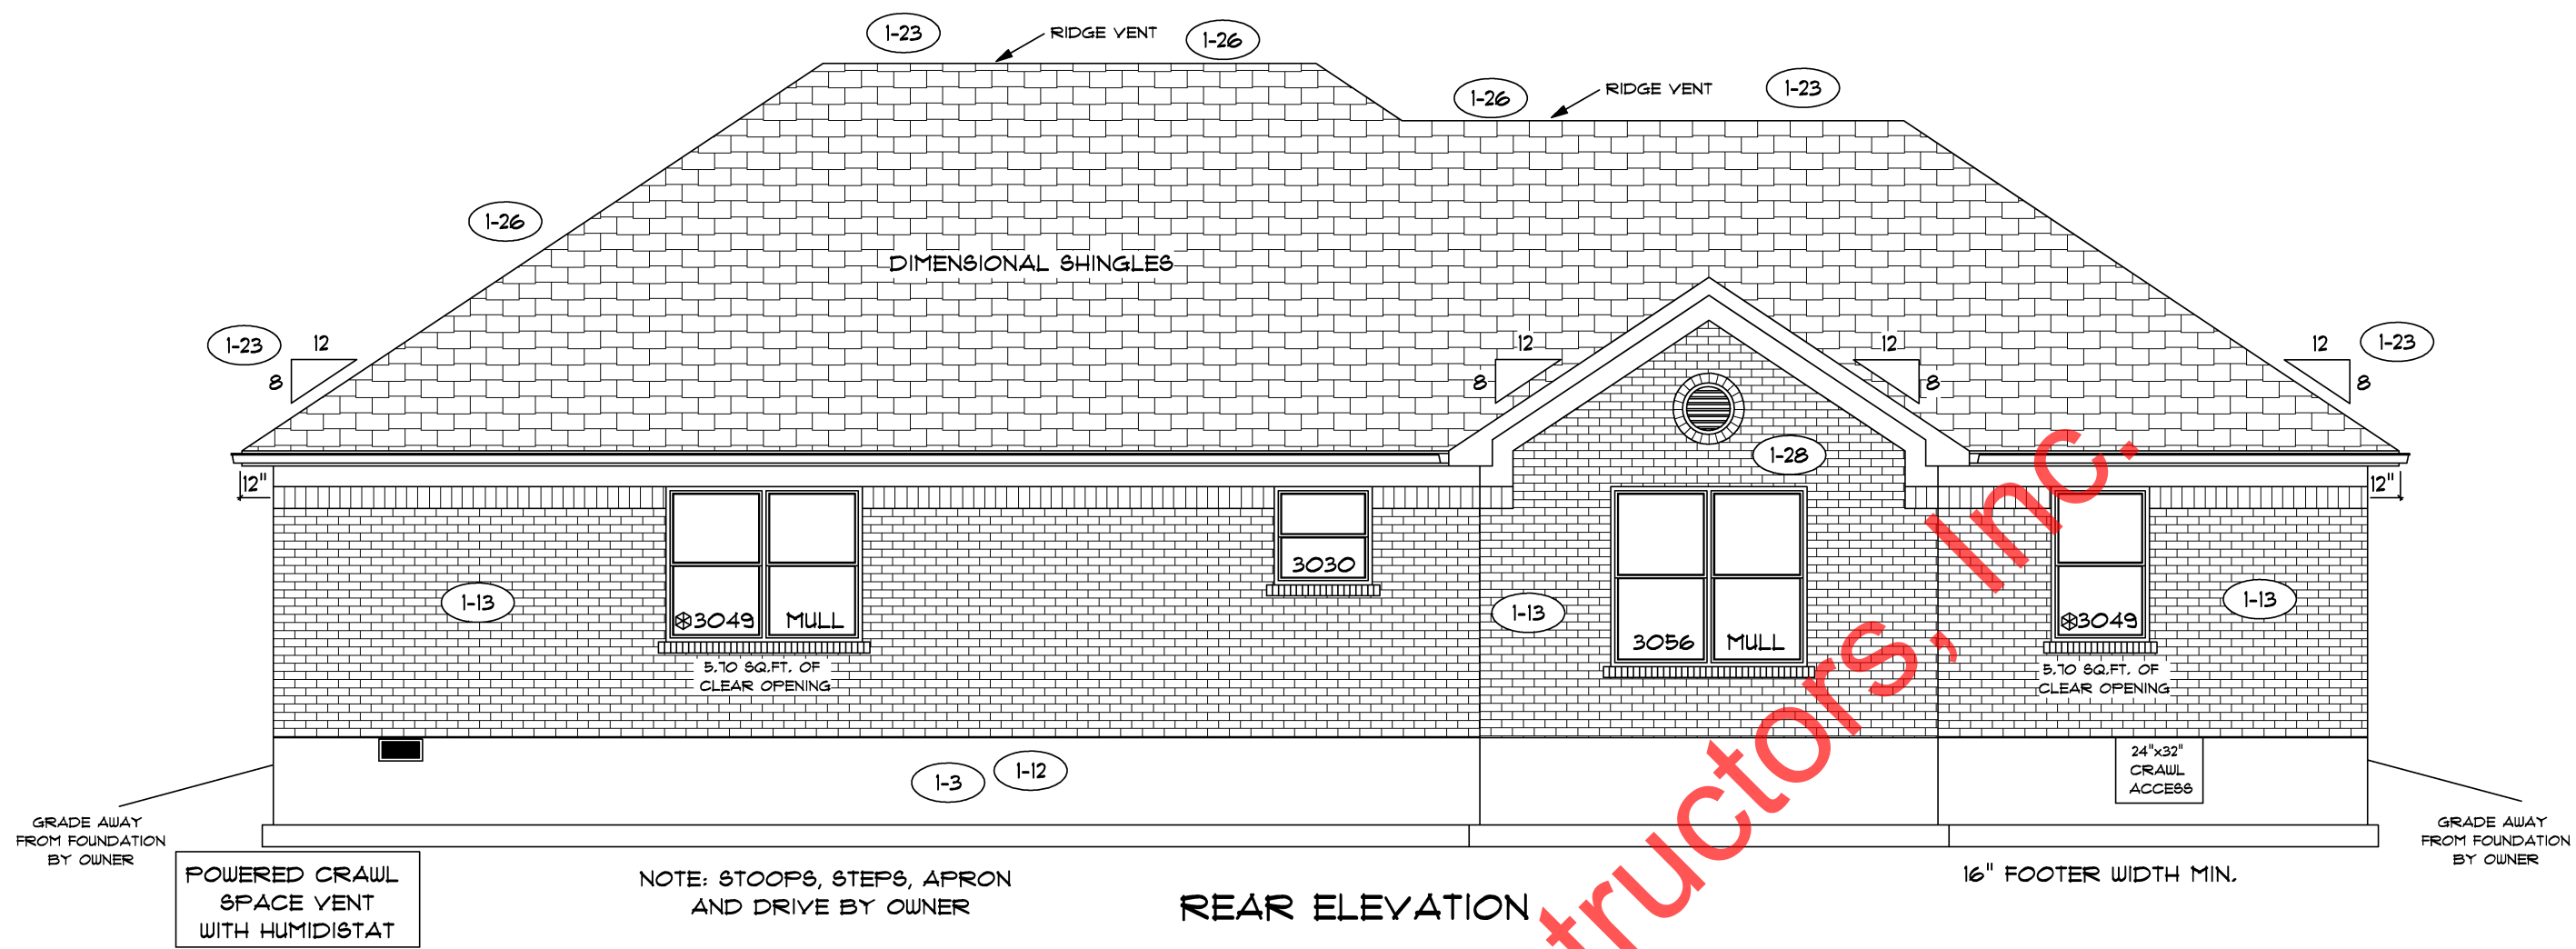 1-23
RIDGE VENT
1-26
1-26
RIDGE VENT
1-23
1-26
DIMENSIONAL SHINGLES
1-23
12
8
12
8
12
8
12
8
1-23
1-28
12"
12"
3030
1-13
3049
MULL
1-13
3056
MULL
3049
1-13
5.70 SQ.FT. OF
CLEAR OPENING
5.70 SQ.FT. OF
CLEAR OPENING
1-3
1-12
24"x32"
CRAWL
ACCESS
GRADE AWAY
FROM FOUNDATION
BY OWNER
GRADE AWAY
FROM FOUNDATION
BY OWNER
POWERED CRAWL
SPACE VENT
WITH HUMIDISTAT
NOTE: STOOPS, STEPS, APRON
AND DRIVE BY OWNER
REAR ELEVATION
16" FOOTER WIDTH MIN.
tructors, Inc.